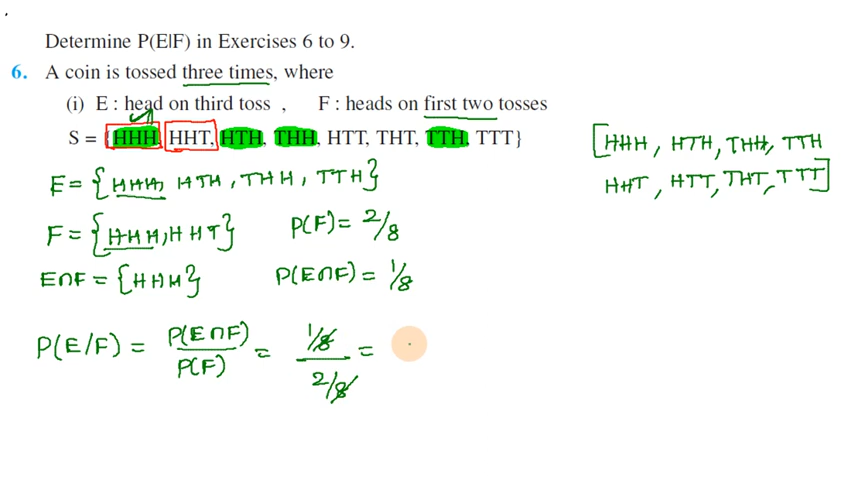 Determine P(E|F) in Exercises 6 to 9.
6. A coin is tossed three times, where
(i) E : head on third toss , F : heads on first two tosses
S = {HHH, HHT, HTH, THH, HTT, THT, TTH, TTT}
[HHH, HTH, THH, TTH
HHT, HTT, THT, TTT]
E = {HHH, HTH, THH, TTH}
F = {HHH, HHT} P(F) = 2/8
E∩F = {HHH} P(E∩F) = 1/8
P(E/F) = P(E∩F)/P(F) = 1/8 / 2/8 =